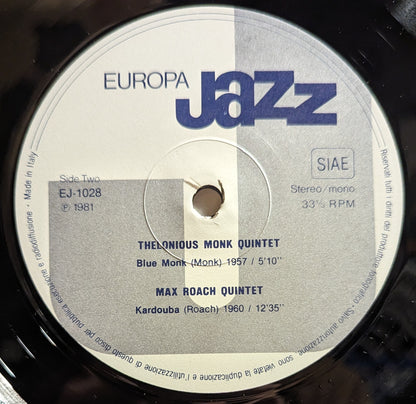 EUROPA
Jazz
Side Two
EJ-1028
℗ 1981
SIAE
Stereo/mono
33⅓ RPM
THELONIOUS MONK QUINTET
Blue Monk (Monk) 1957 / 5'10''
MAX ROACH QUINTET
Kardouba (Roach) 1960 / 12'35''
Riservati tutti i diritti del produttore fonografico • Salvo autorizzazione sono vietate la duplicazione e l'utilizzazione di questo disco per pubblica esecuzione e radiodiffusione • Made in Italy